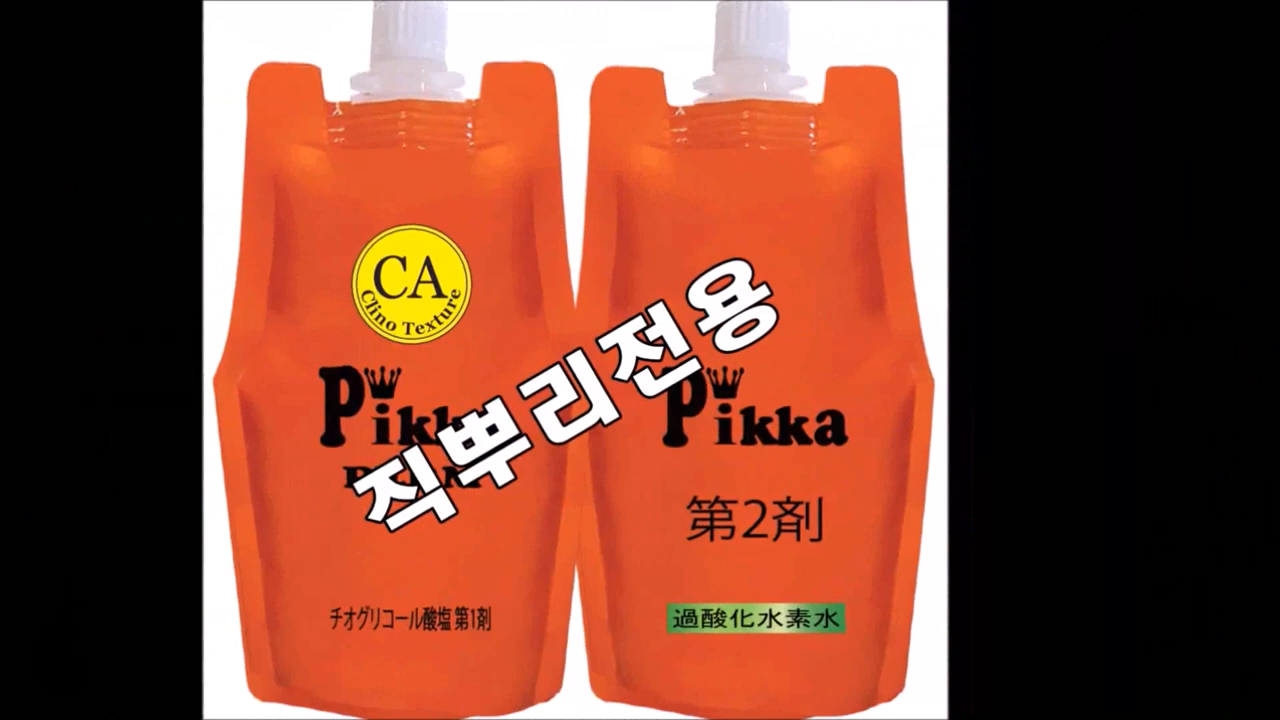 CA
Clino Texture
Pikka
직뿌리전용
チオグリコール酸塩 第1剤
Pikka
第2剤
過酸化水素水